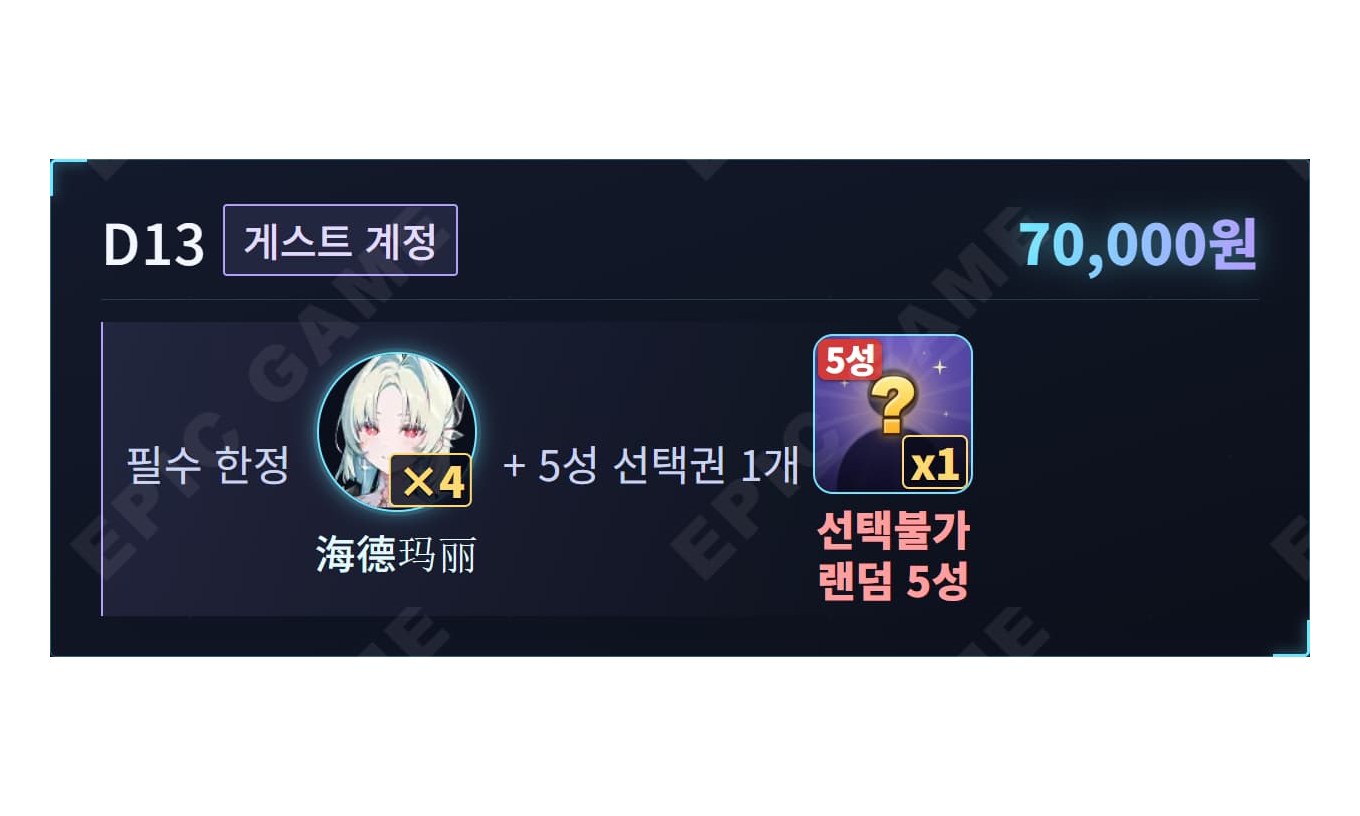 D13 게스트 계정 70,000원
5성
필수 한정 ×4 + 5성 선택권 1개 x1
海德玛丽
선택불가
랜덤 5성
EPIC GAME